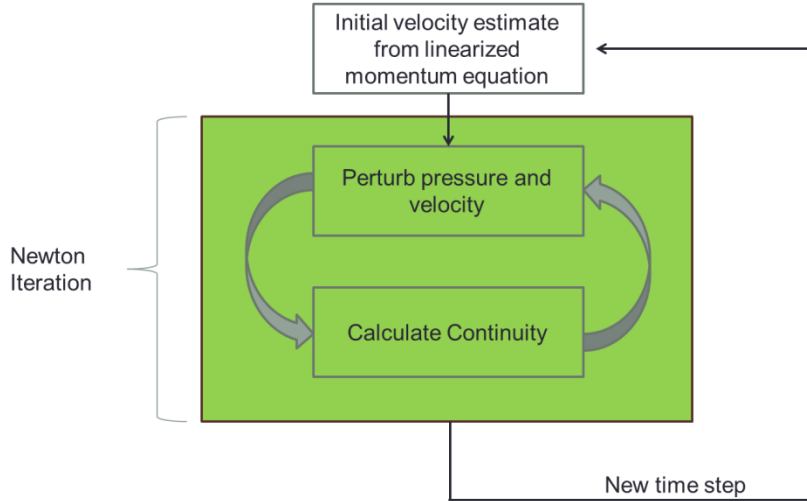 Initial velocity estimate
from linearized
momentum equation
Perturb pressure and
velocity
Newton
Iteration
Calculate Continuity
New time step